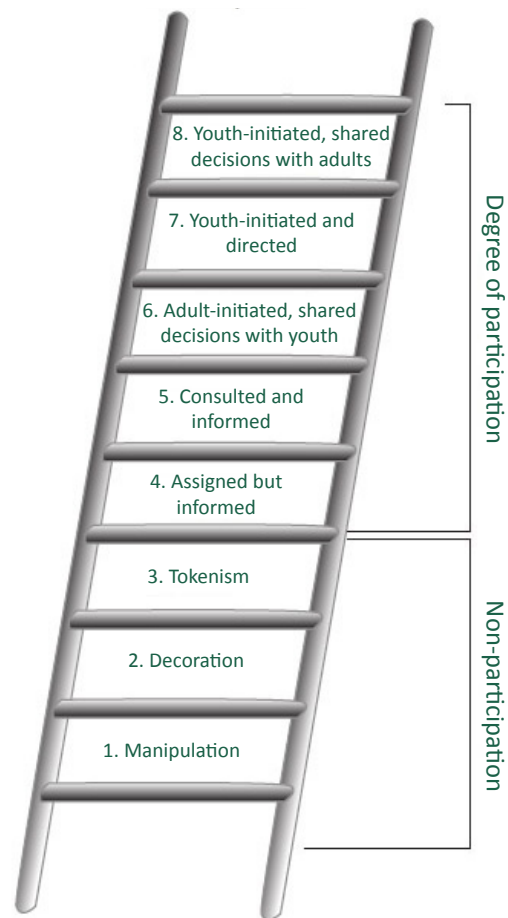 8. Youth-initiated, shared
decisions with adults
7. Youth-initiated and
directed
6. Adult-initiated, shared
decisions with youth
5. Consulted and
informed
4. Assigned but
informed
3. Tokenism
2. Decoration
1. Manipulation
Degree of participation
Non-participation